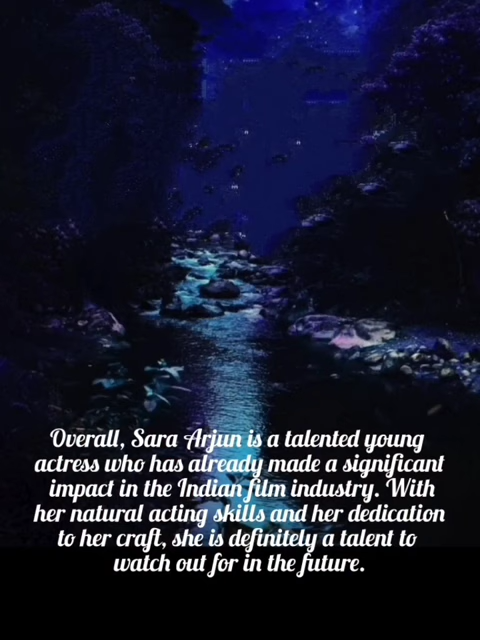 Overall, Sara Arjun is a talented young
actress who has already made a significant
impact in the Indian film industry. With
her natural acting skills and her dedication
to her craft, she is definitely a talent to
watch out for in the future.